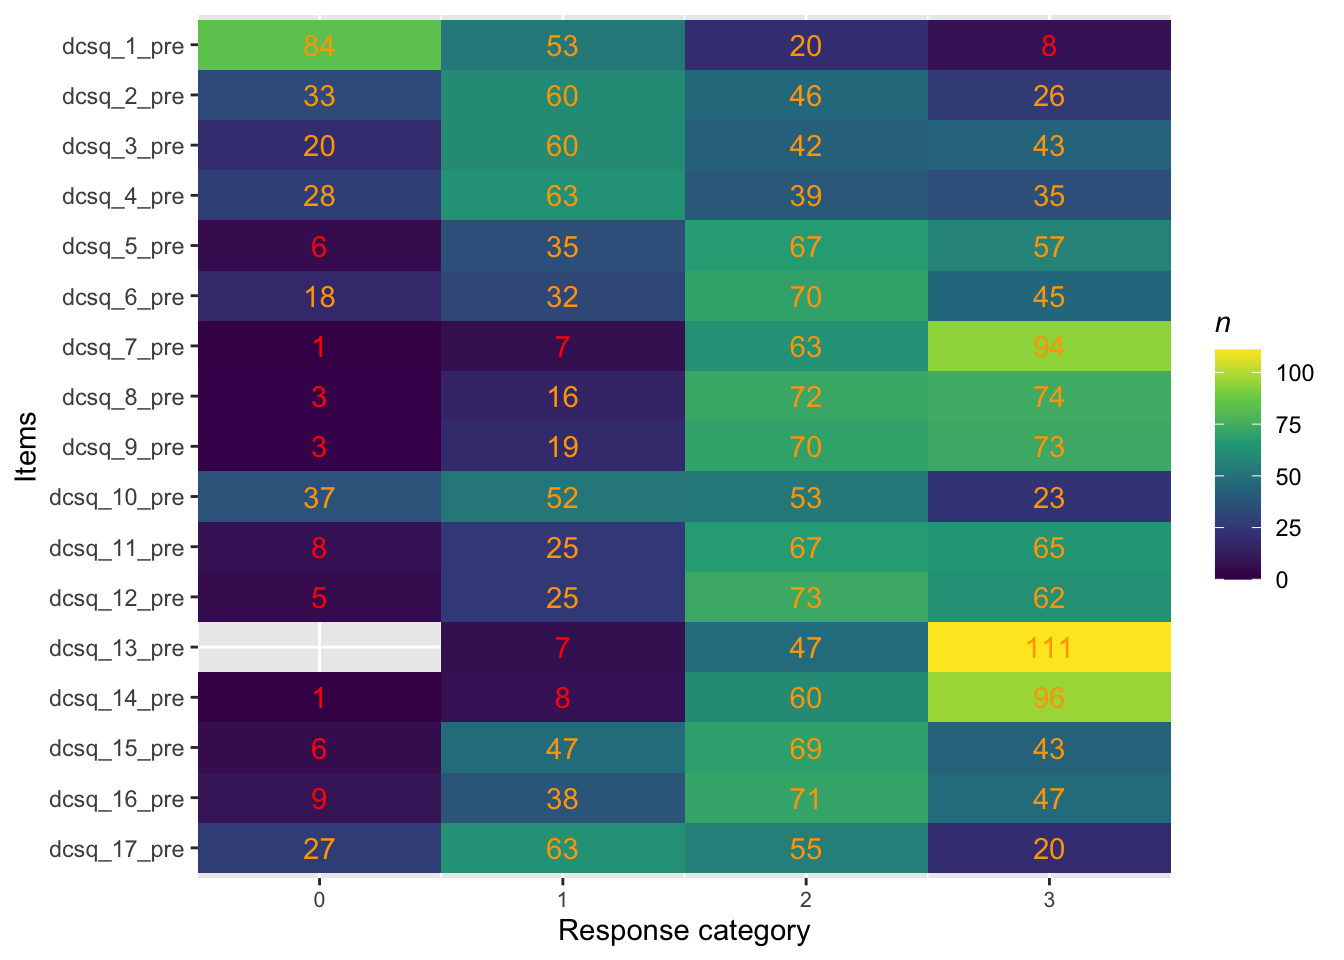 dcsq_1_pre 84 53 20 8
dcsq_2_pre 33 60 46 26
dcsq_3_pre 20 60 42 43
dcsq_4_pre 28 63 39 35
dcsq_5_pre 6 35 67 57
dcsq_6_pre 18 32 70 45
dcsq_7_pre 1 7 63 94
dcsq_8_pre 3 16 72 74
dcsq_9_pre 3 19 70 73
dcsq_10_pre 37 52 53 23
dcsq_11_pre 8 25 67 65
dcsq_12_pre 5 25 73 62
dcsq_13_pre 7 47 111
dcsq_14_pre 1 8 60 96
dcsq_15_pre 6 47 69 43
dcsq_16_pre 9 38 71 47
dcsq_17_pre 27 63 55 20
0 1 2 3
Response category
Items
n
100
75
50
25
0